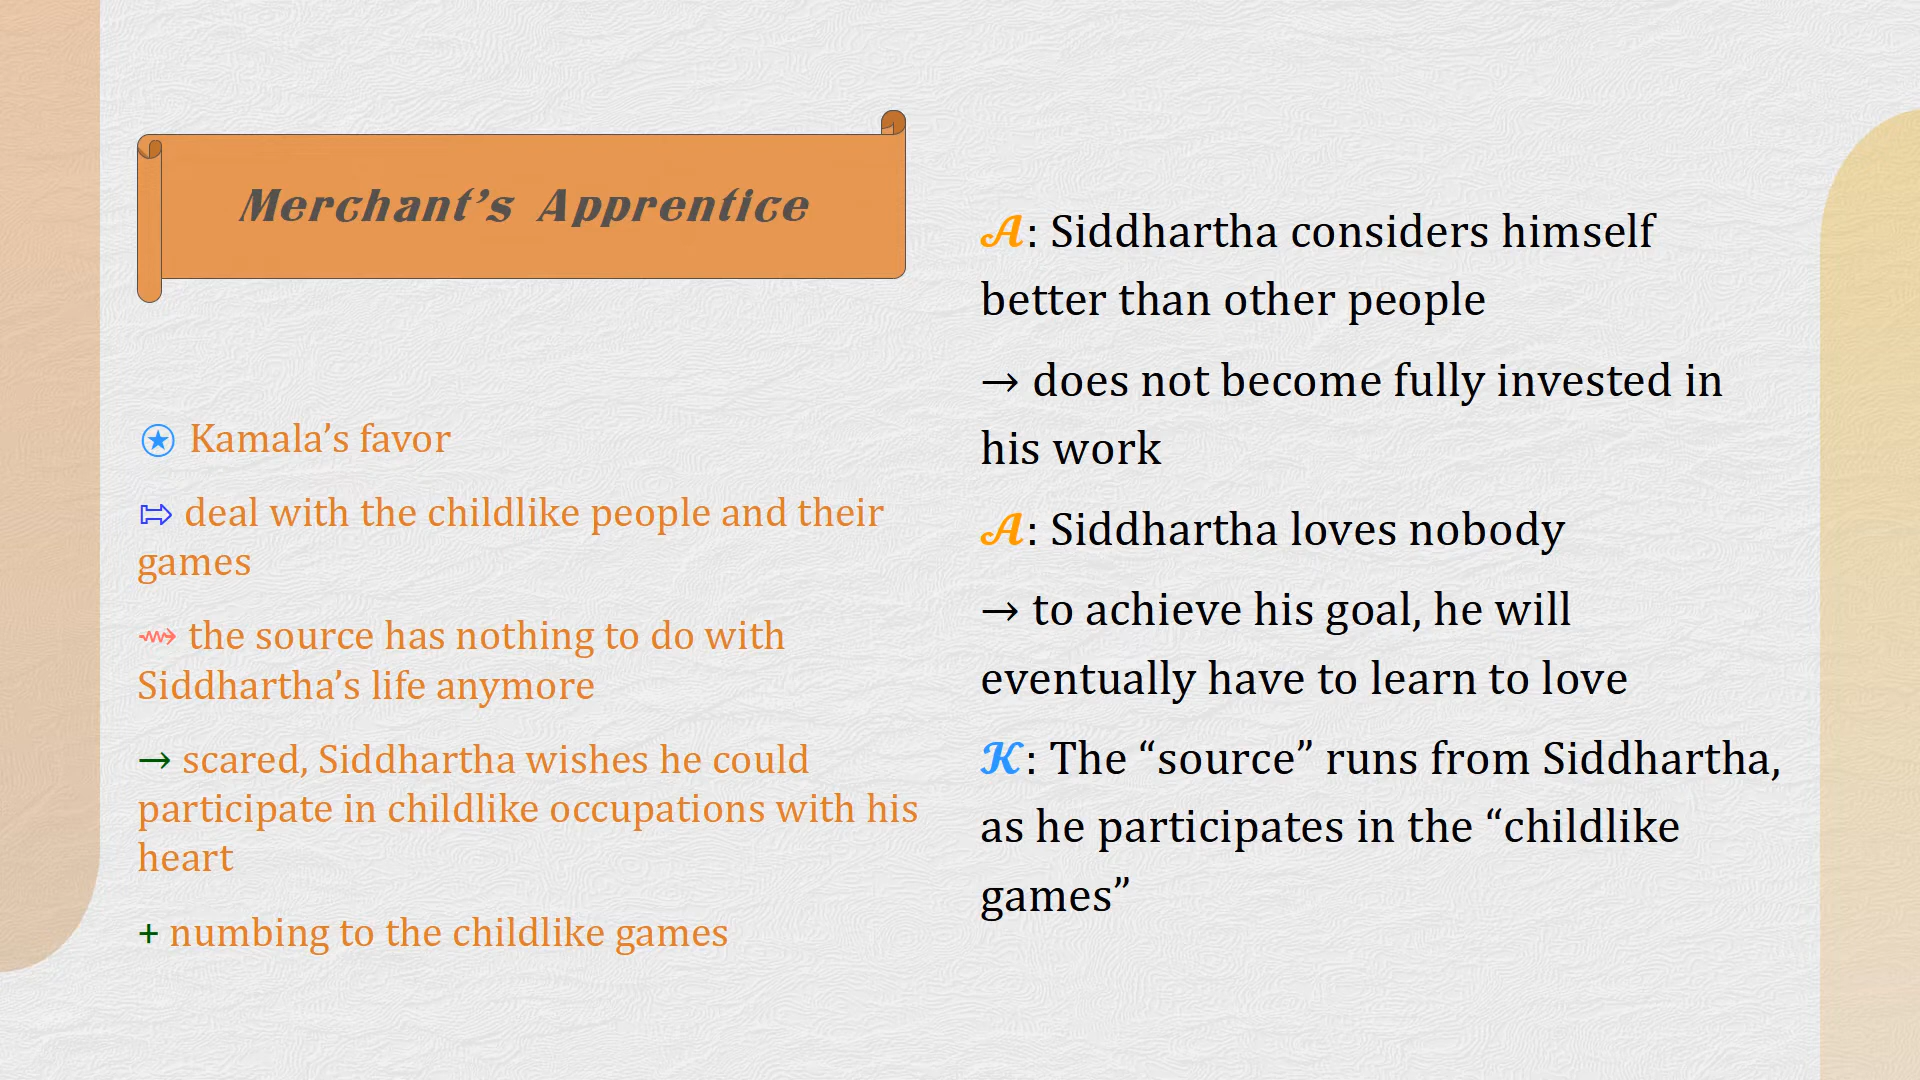 Merchant’s Apprentice
✪ Kamala’s favor
⇰ deal with the childlike people and their
games
⇝ the source has nothing to do with
Siddhartha’s life anymore
→ scared, Siddhartha wishes he could
participate in childlike occupations with his
heart
+ numbing to the childlike games
𝓐: Siddhartha considers himself
better than other people
→ does not become fully invested in
his work
𝓐: Siddhartha loves nobody
→ to achieve his goal, he will
eventually have to learn to love
𝓚: The “source” runs from Siddhartha,
as he participates in the “childlike
games”